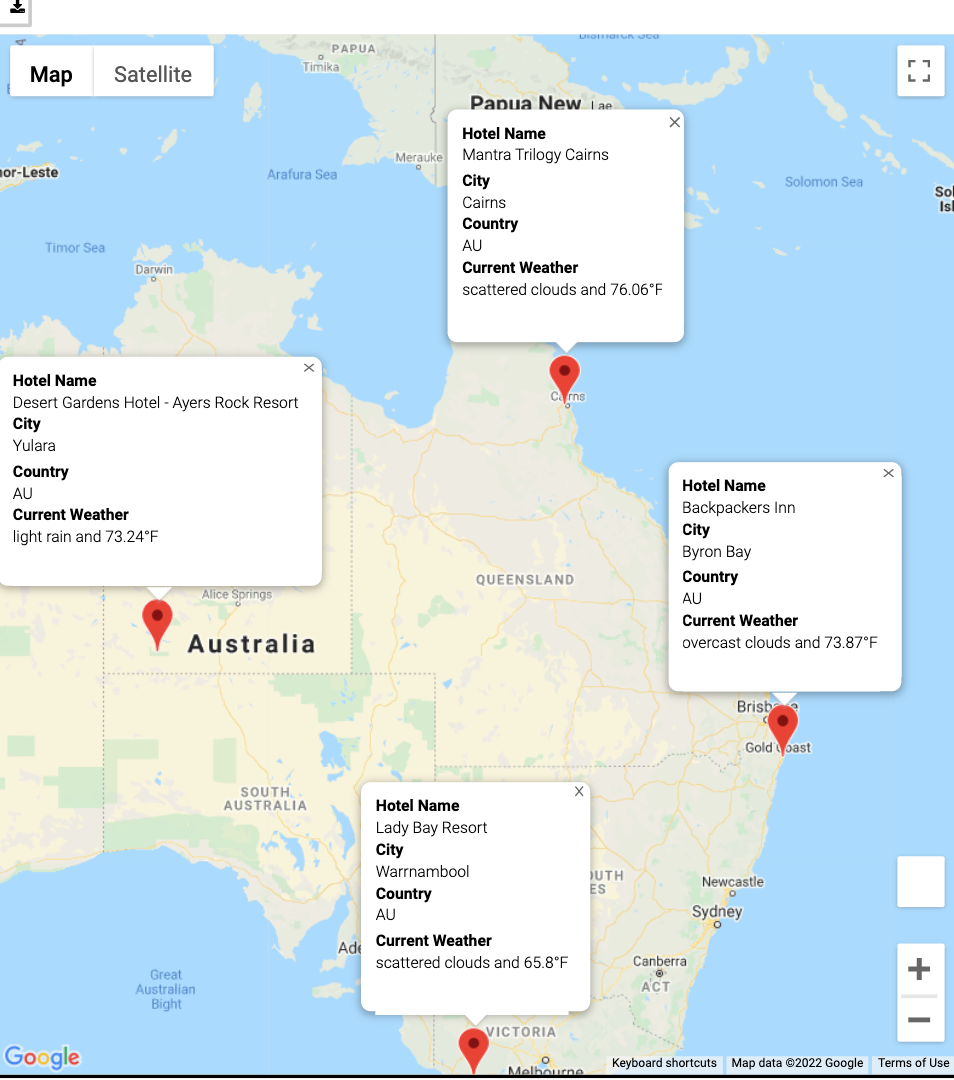 Bismarck Sea
Map
Satellite
PAPUA
Timika
Papua New
Lae
Merauke
Arafura Sea
Solomon Sea
or-Leste
Sol
Isl
Timor Sea
Darwin
Hotel Name
Mantra Trilogy Cairns
City
Cairns
Country
AU
Current Weather
scattered clouds and 76.06°F
Cairns
Hotel Name
Desert Gardens Hotel - Ayers Rock Resort
City
Yulara
Country
AU
Current Weather
light rain and 73.24°F
Alice Springs
Australia
QUEENSLAND
Hotel Name
Backpackers Inn
City
Byron Bay
Country
AU
Current Weather
overcast clouds and 73.87°F
Brisbane
Gold Coast
SOUTH
AUSTRALIA
Hotel Name
Lady Bay Resort
City
Warrnambool
Country
AU
Current Weather
scattered clouds and 65.8°F
OUTH
ES
Newcastle
Sydney
Ade
Canberra
ACT
Great
Australian
Bight
VICTORIA
Melbourne
Google
Keyboard shortcuts
Map data ©2022 Google
Terms of Use